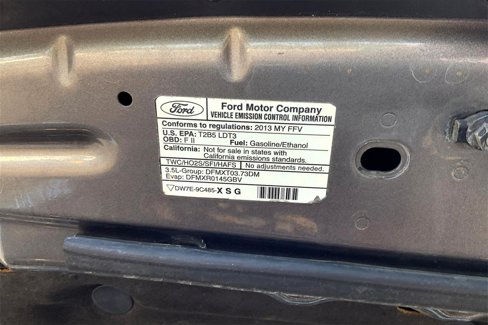 Ford
Ford Motor Company
VEHICLE EMISSION CONTROL INFORMATION
Conforms to regulations: 2013 MY FFV
U.S. EPA: T2B5 LDT3
OBD: F II Fuel: Gasoline/Ethanol
California: Not for sale in states with
California emissions standards.
TWC/HO2S/SFI/HAFS No adjustments needed.
3.5L-Group: DFMXT03.73DM
Evap: DFMXR0145GBV
DW7E-9C485-X S G